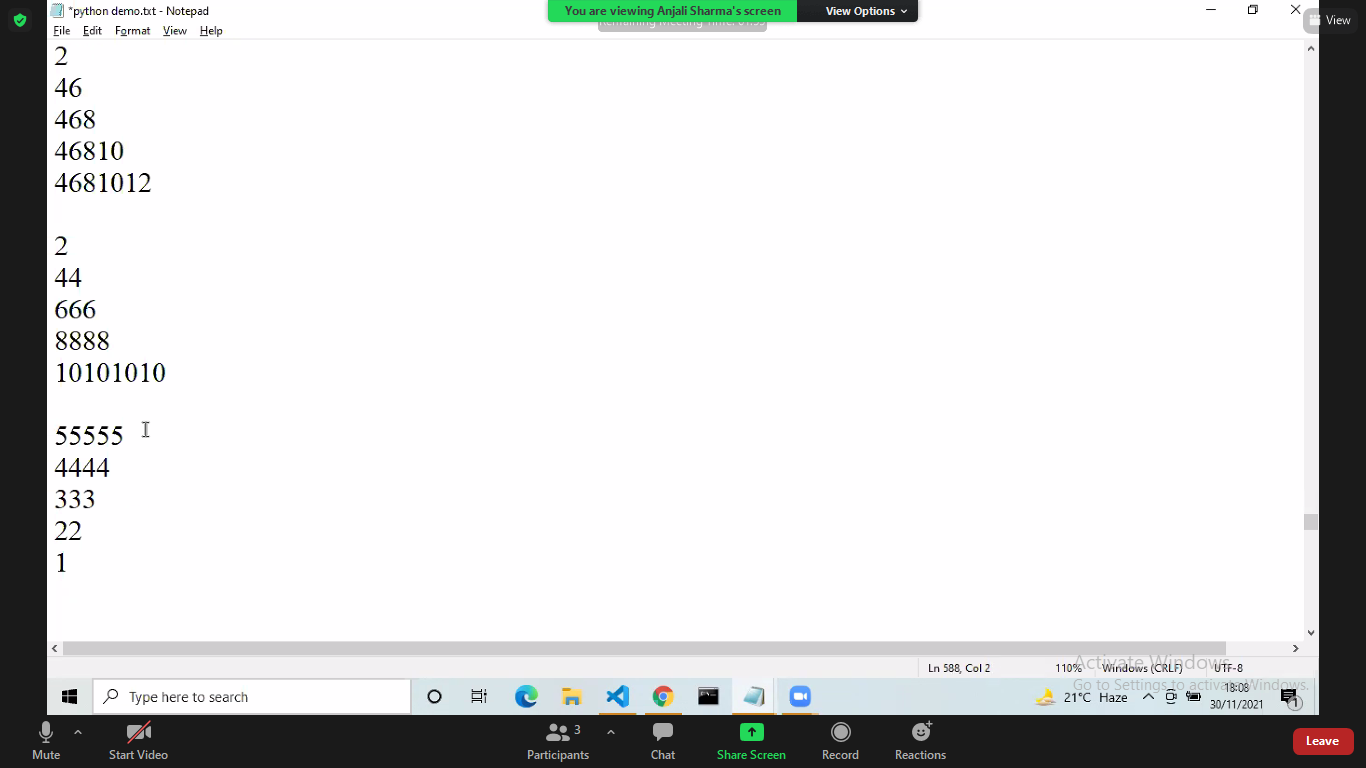 *python demo.txt - Notepad
You are viewing Anjali Sharma's screen
View Options
View
File Edit Format View Help
2
46
468
46810
4681012
2
44
666
8888
10101010
55555
4444
333
22
1
Ln 588, Col 2
110%
Windows (CRLF)
UTF-8
Activate Windows
Go to Settings to activate Windows.
Type here to search
21°C Haze
18:08
30/11/2021
1
Mute
Start Video
Participants
3
Chat
Share Screen
Record
Reactions
Leave